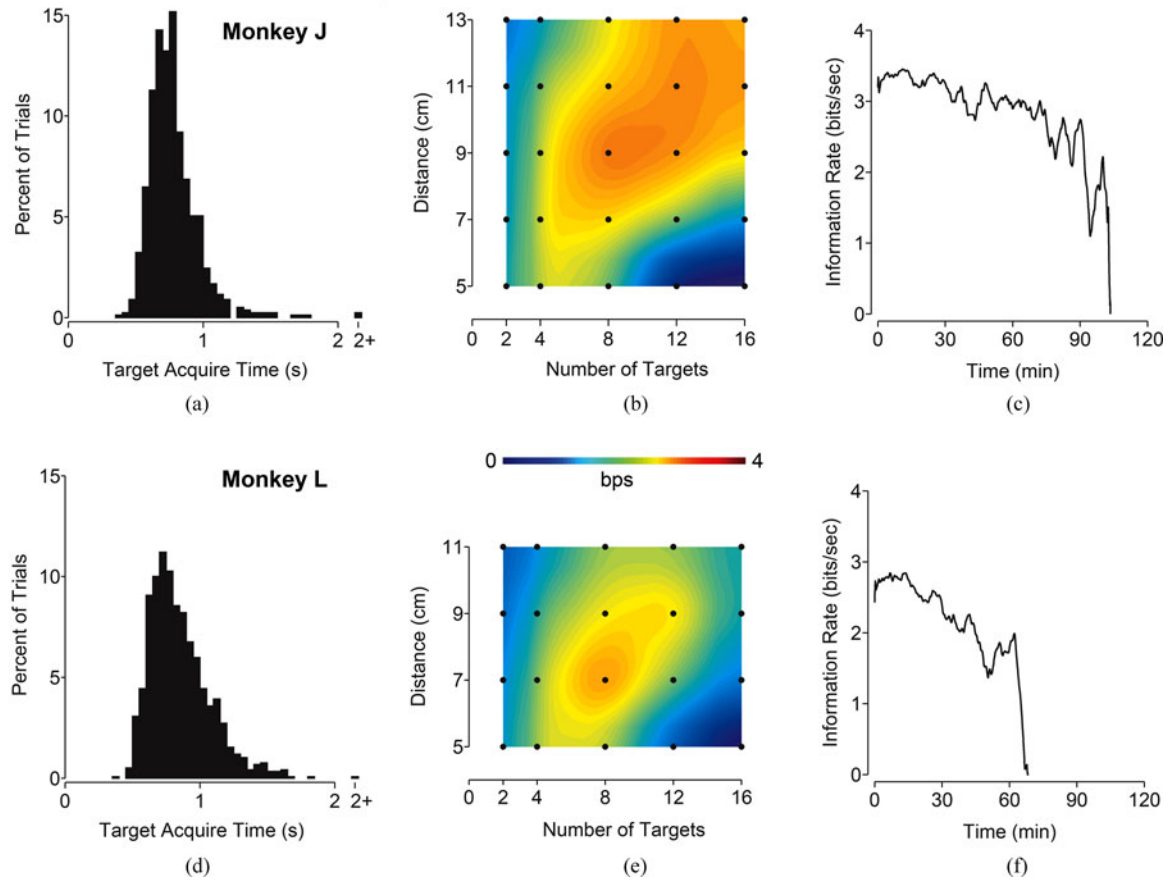 Monkey J
Percent of Trials
15
10
5
0
0 1 2 2+
Target Acquire Time (s)
(a)
Distance (cm)
13
11
9
7
5
0 2 4 8 12 16
Number of Targets
(b)
Information Rate (bits/sec)
4
3
2
1
0
0 30 60 90 120
Time (min)
(c)
Monkey L
Percent of Trials
15
10
5
0
0 1 2 2+
Target Acquire Time (s)
(d)
0 4
bps
Distance (cm)
11
9
7
5
0 2 4 8 12 16
Number of Targets
(e)
Information Rate (bits/sec)
4
3
2
1
0
0 30 60 90 120
Time (min)
(f)